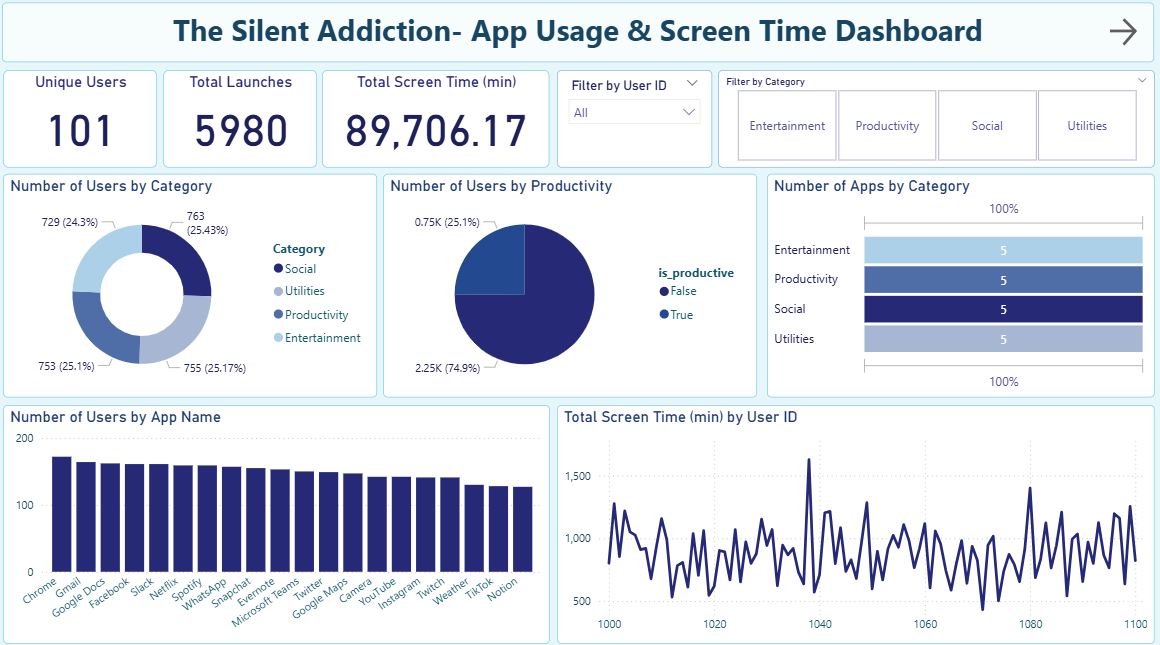 The Silent Addiction- App Usage & Screen Time Dashboard
Unique Users
101
Total Launches
5980
Total Screen Time (min)
89,706.17
Filter by User ID
All
Filter by Category
Entertainment
Productivity
Social
Utilities
Number of Users by Category
729 (24.3%)
763
(25.43%)
753 (25.1%)
755 (25.17%)
Category
Social
Utilities
Productivity
Entertainment
Number of Users by Productivity
0.75K (25.1%)
2.25K (74.9%)
is_productive
False
True
Number of Apps by Category
100%
Entertainment
5
Productivity
5
Social
5
Utilities
5
100%
Number of Users by App Name
200
100
0
Chrome
Gmail
Google Docs
Facebook
Slack
Netflix
Spotify
WhatsApp
Snapchat
Evernote
Microsoft Teams
Twitter
Google Maps
Camera
YouTube
Instagram
Twitch
Weather
TikTok
Notion
Total Screen Time (min) by User ID
1,500
1,000
500
1000
1020
1040
1060
1080
1100